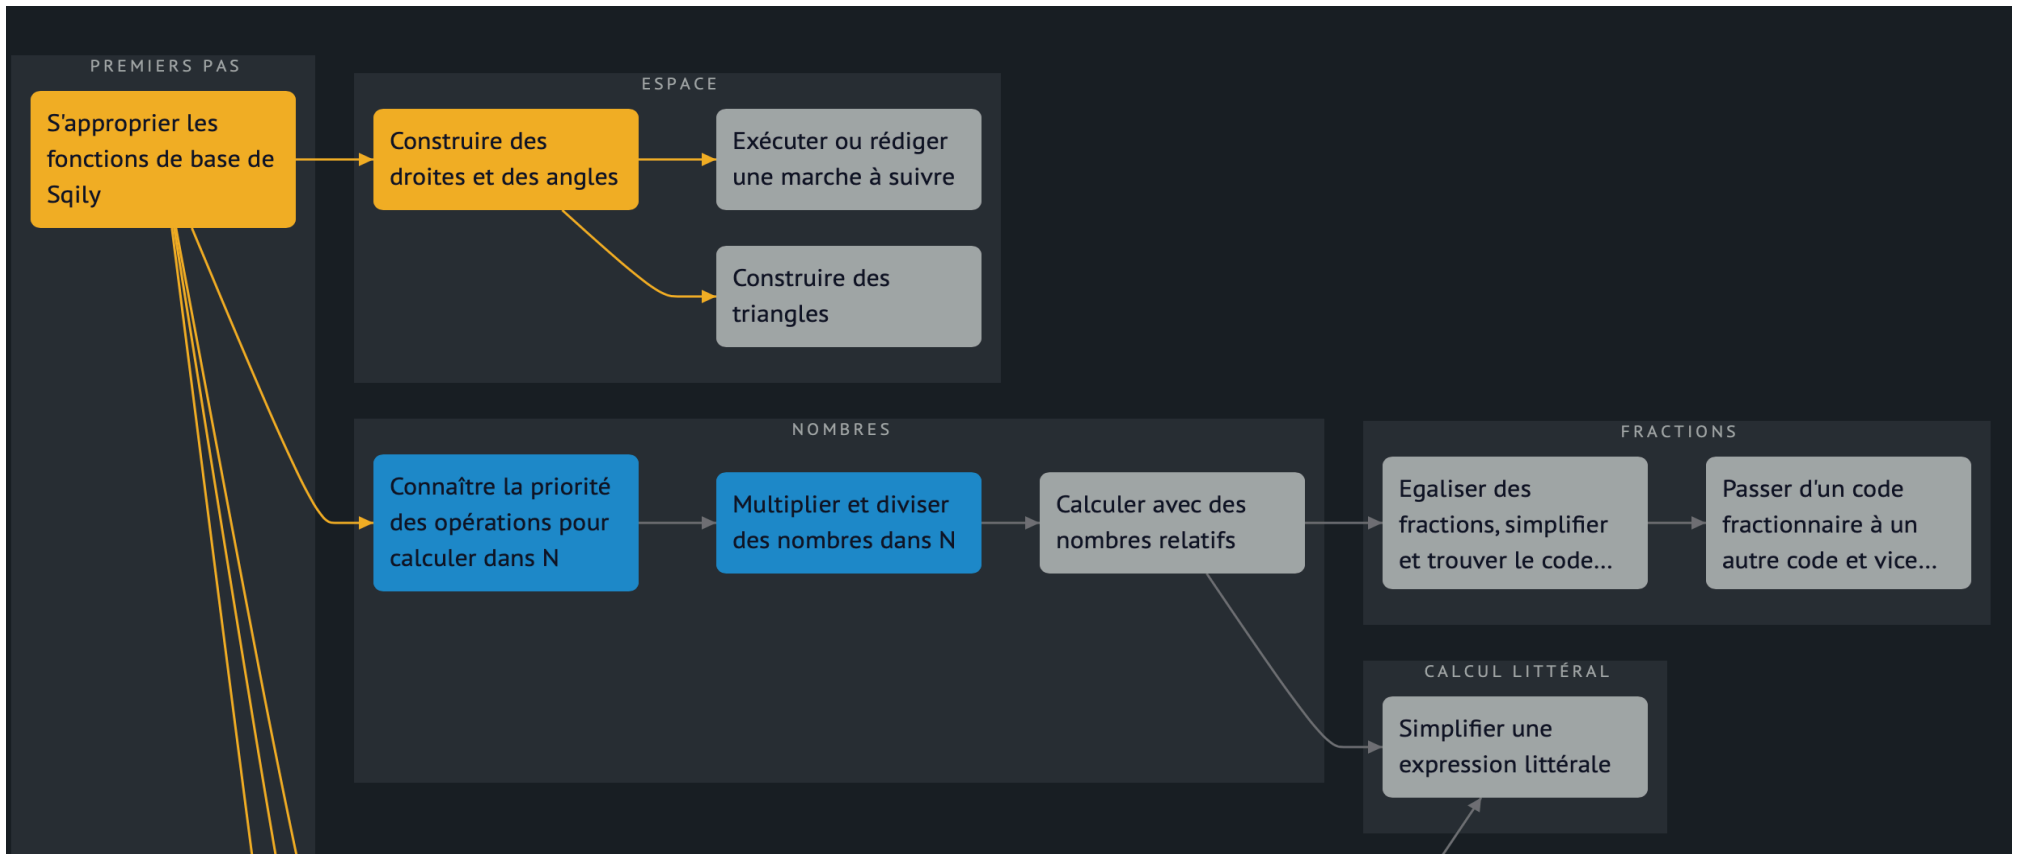 PREMIERS PAS
S'approprier les
fonctions de base de
Sqily
ESPACE
Construire des
droites et des angles
Exécuter ou rédiger
une marche à suivre
Construire des
triangles
NOMBRES
Connaître la priorité
des opérations pour
calculer dans N
Multiplier et diviser
des nombres dans N
Calculer avec des
nombres relatifs
FRACTIONS
Egaliser des
fractions, simplifier
et trouver le code...
Passer d'un code
fractionnaire à un
autre code et vice...
CALCUL LITTÉRAL
Simplifier une
expression littérale